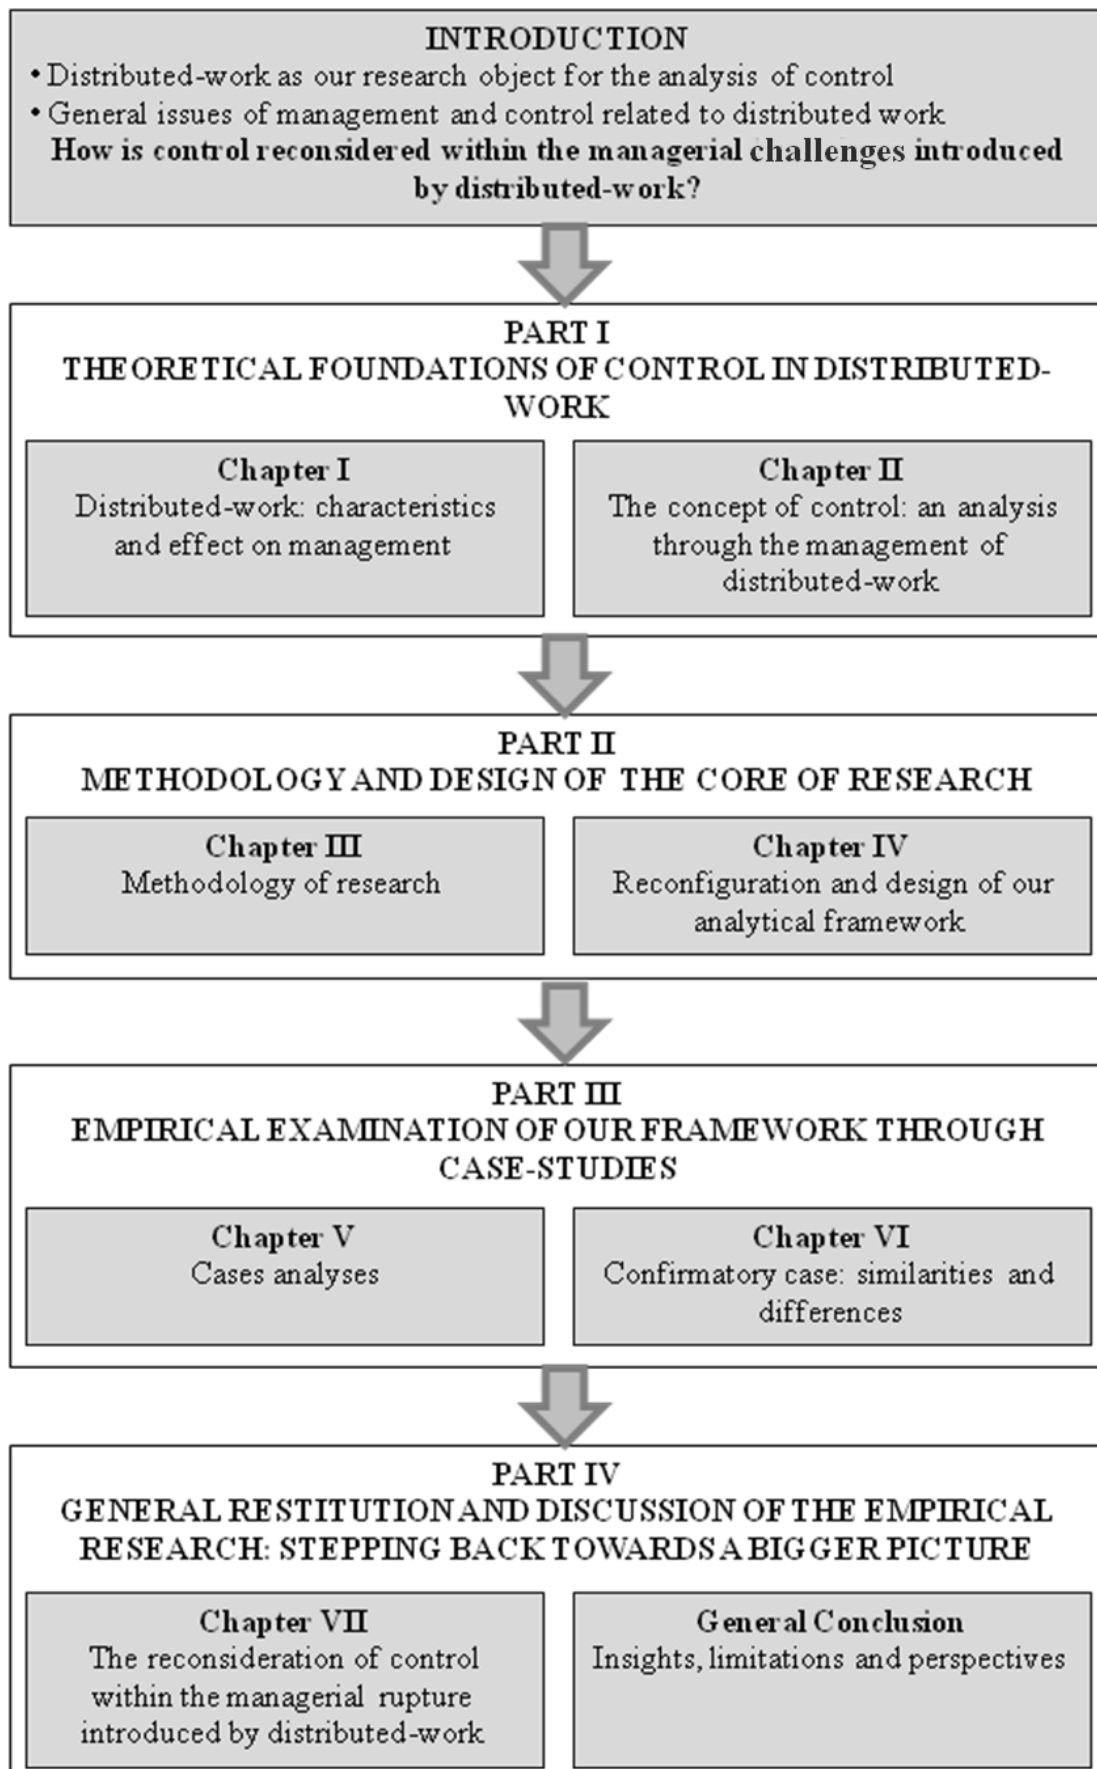 INTRODUCTION
• Distributed-work as our research object for the analysis of control
• General issues of management and control related to distributed work
How is control reconsidered within the managerial challenges introduced
by distributed-work?
PART I
THEORETICAL FOUNDATIONS OF CONTROL IN DISTRIBUTED-
WORK
Chapter I
Distributed-work: characteristics
and effect on management
Chapter II
The concept of control: an analysis
through the management of
distributed-work
PART II
METHODOLOGY AND DESIGN OF THE CORE OF RESEARCH
Chapter III
Methodology of research
Chapter IV
Reconfiguration and design of our
analytical framework
PART III
EMPIRICAL EXAMINATION OF OUR FRAMEWORK THROUGH
CASE-STUDIES
Chapter V
Cases analyses
Chapter VI
Confirmatory case: similarities and
differences
PART IV
GENERAL RESTITUTION AND DISCUSSION OF THE EMPIRICAL
RESEARCH: STEPPING BACK TOWARDS A BIGGER PICTURE
Chapter VII
The reconsideration of control
within the managerial rupture
introduced by distributed-work
General Conclusion
Insights, limitations and perspectives